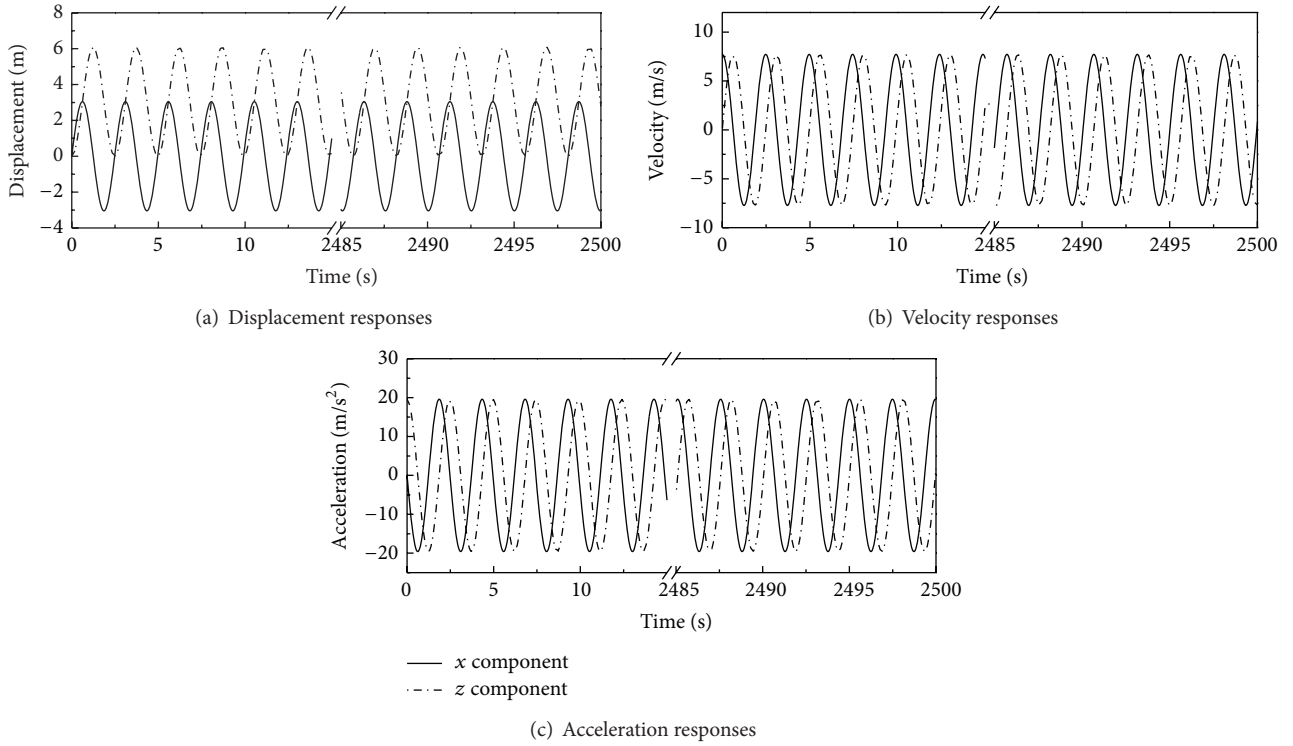 8
6
4
2
0
−2
−4
Displacement (m)
0 5 10 2485 2490 2495 2500
Time (s)
(a) Displacement responses
10
5
0
−5
−10
Velocity (m/s)
0 5 10 2485 2490 2495 2500
Time (s)
(b) Velocity responses
30
20
10
0
−10
−20
Acceleration (m/s²)
0 5 10 2485 2490 2495 2500
Time (s)
x component
z component
(c) Acceleration responses